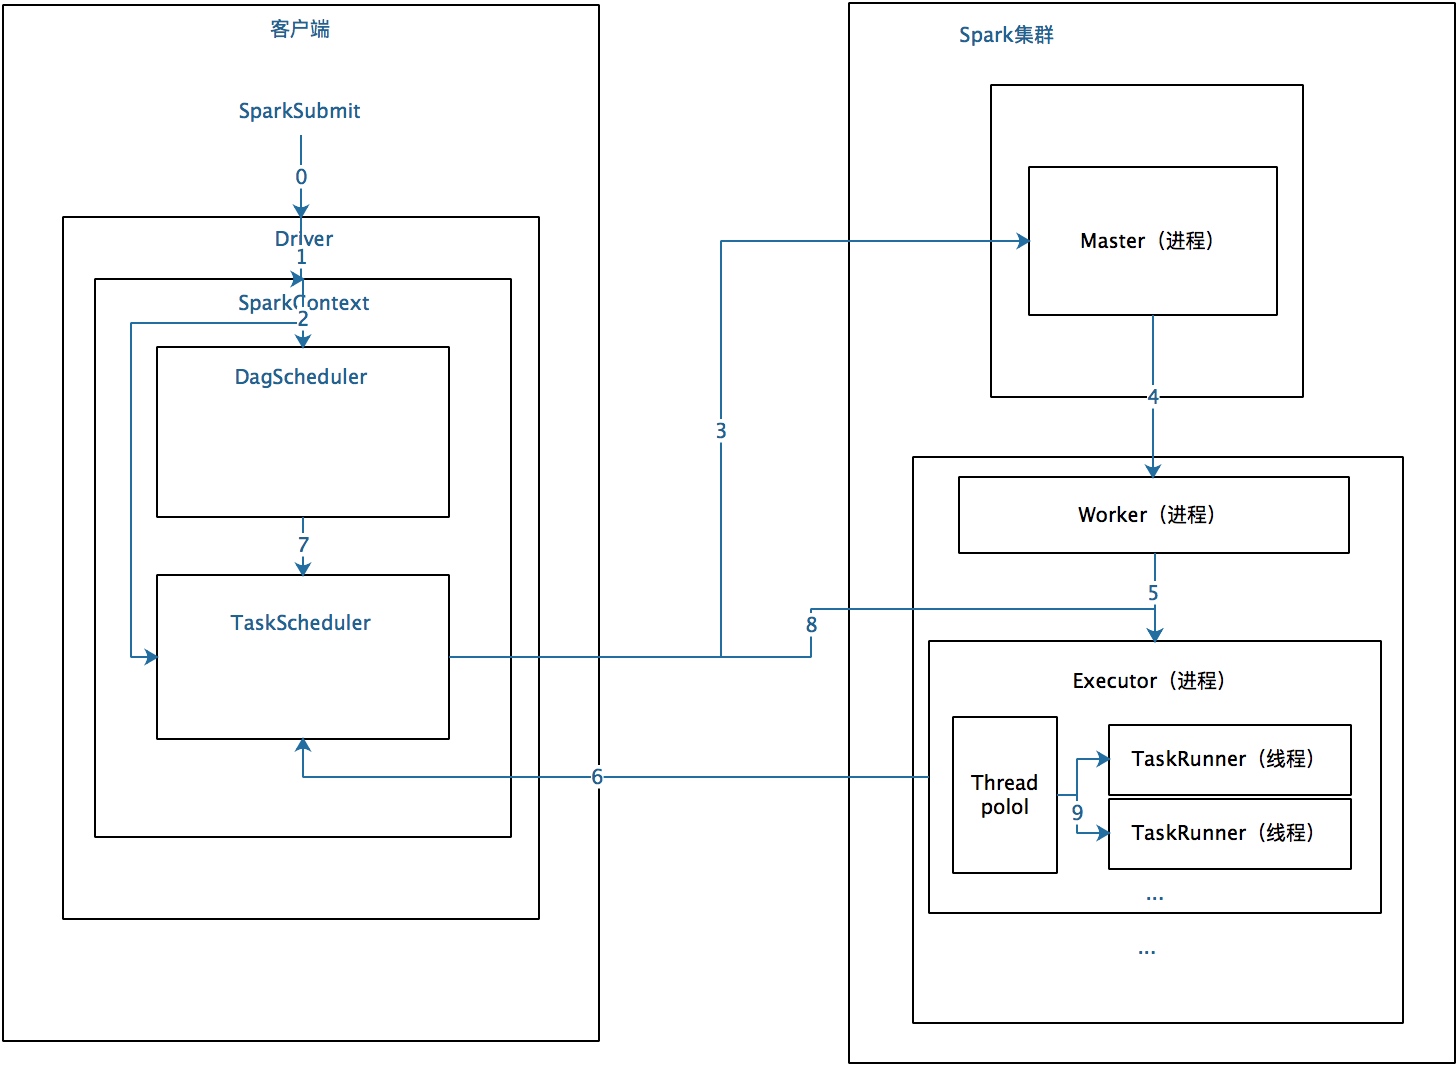 客户端
SparkSubmit
0
Driver
1
SparkContext
2
DagScheduler
7
TaskScheduler
3
8
6
Spark集群
Master（进程）
4
Worker（进程）
5
Executor（进程）
Thread
polol
9
TaskRunner（线程）
TaskRunner（线程）
...
...